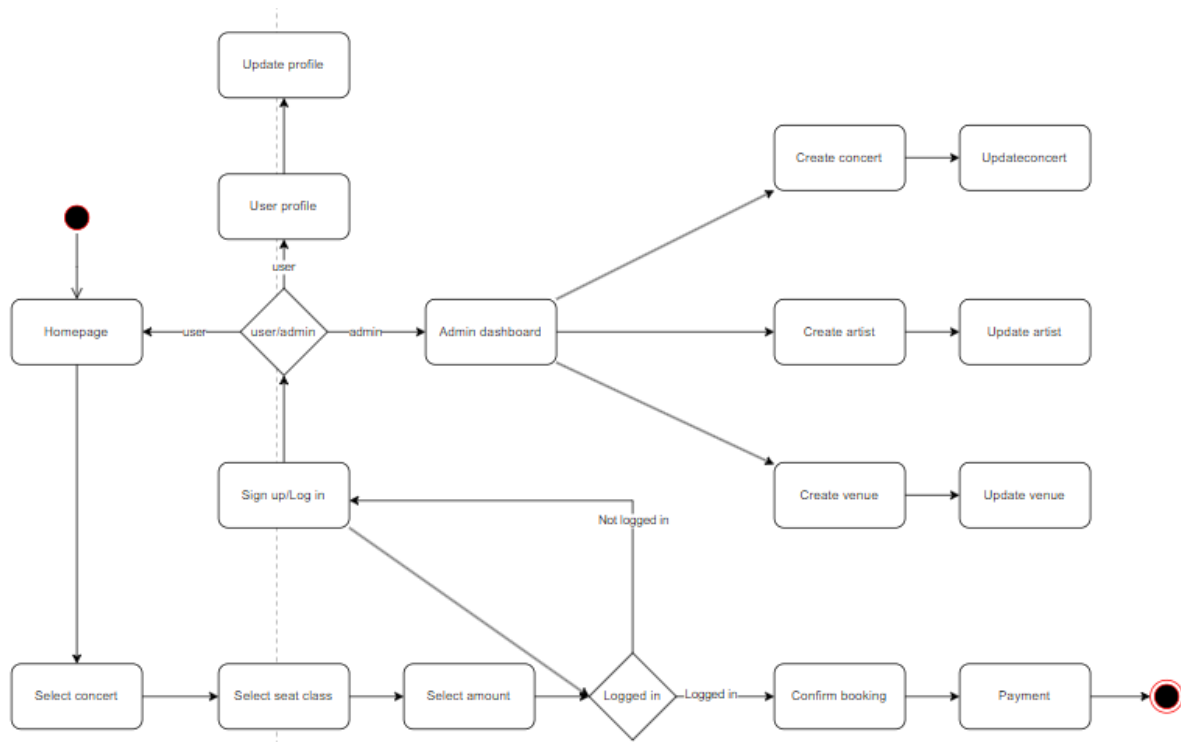 Update profile
Create concert
Updateconcert
User profile
user
Homepage
user
user/admin
admin
Admin dashboard
Create artist
Update artist
Sign up/Log in
Create venue
Update venue
Not logged in
Select concert
Select seat class
Select amount
Logged in
Logged in
Confirm booking
Payment